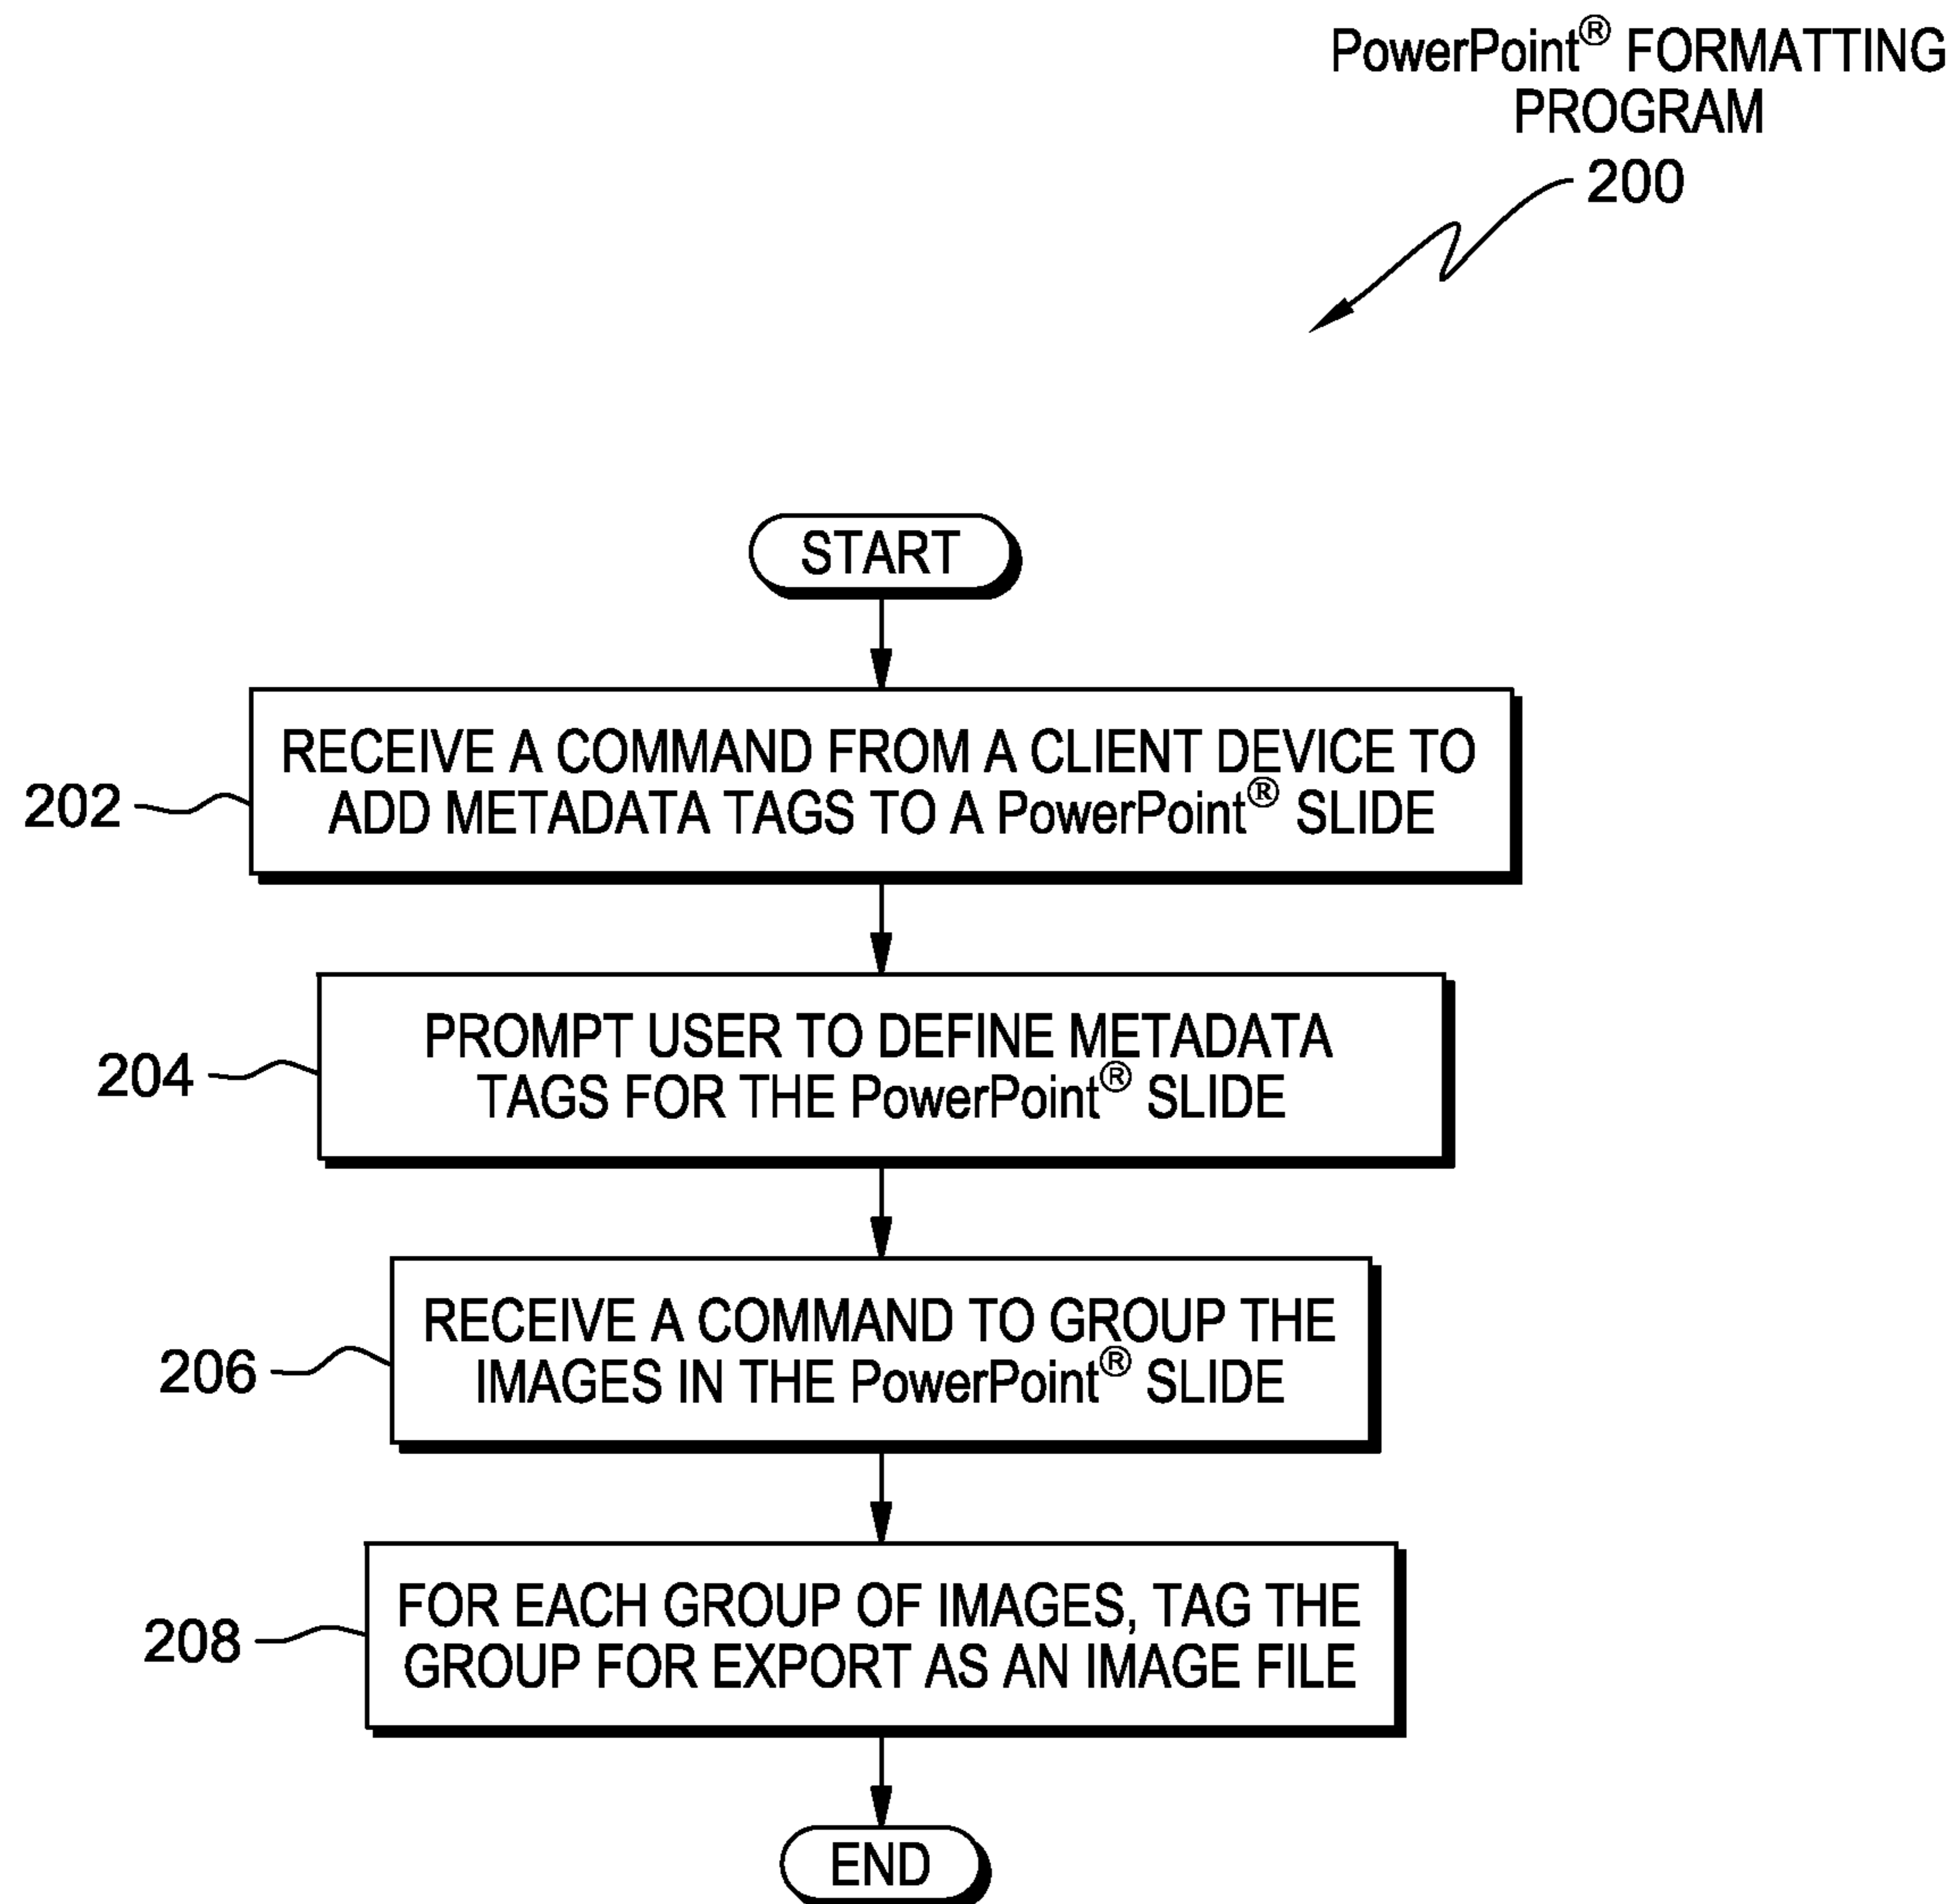 PowerPoint® FORMATTING
PROGRAM
200
START
202
RECEIVE A COMMAND FROM A CLIENT DEVICE TO
ADD METADATA TAGS TO A PowerPoint® SLIDE
204
PROMPT USER TO DEFINE METADATA
TAGS FOR THE PowerPoint® SLIDE
206
RECEIVE A COMMAND TO GROUP THE
IMAGES IN THE PowerPoint® SLIDE
208
FOR EACH GROUP OF IMAGES, TAG THE
GROUP FOR EXPORT AS AN IMAGE FILE
END